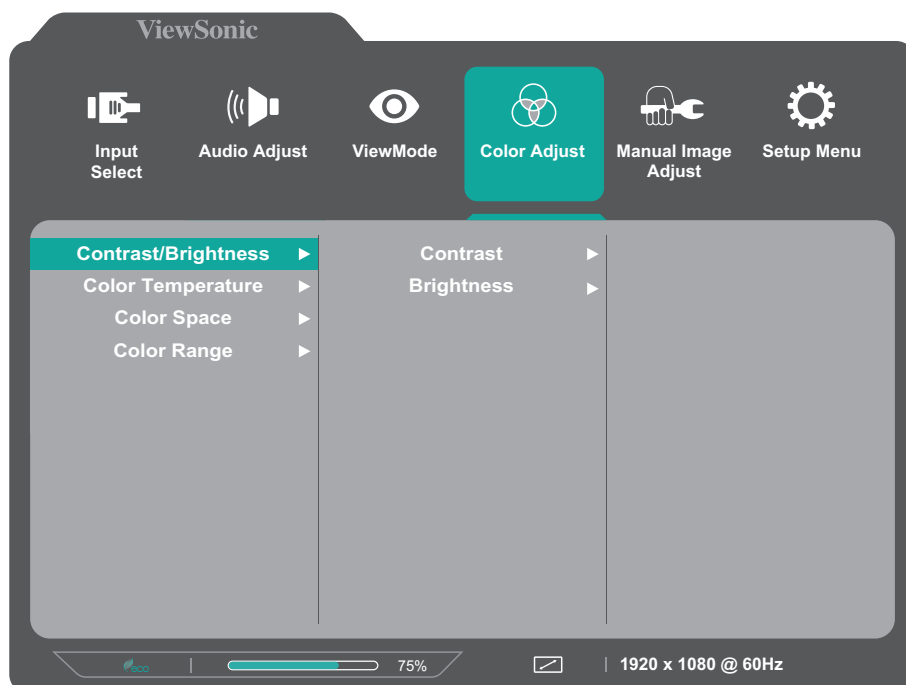 ViewSonic
Input
Select
Audio Adjust
ViewMode
Color Adjust
Manual Image
Adjust
Setup Menu
Contrast/Brightness
Color Temperature
Color Space
Color Range
Contrast
Brightness
eco
75%
1920 x 1080 @ 60Hz